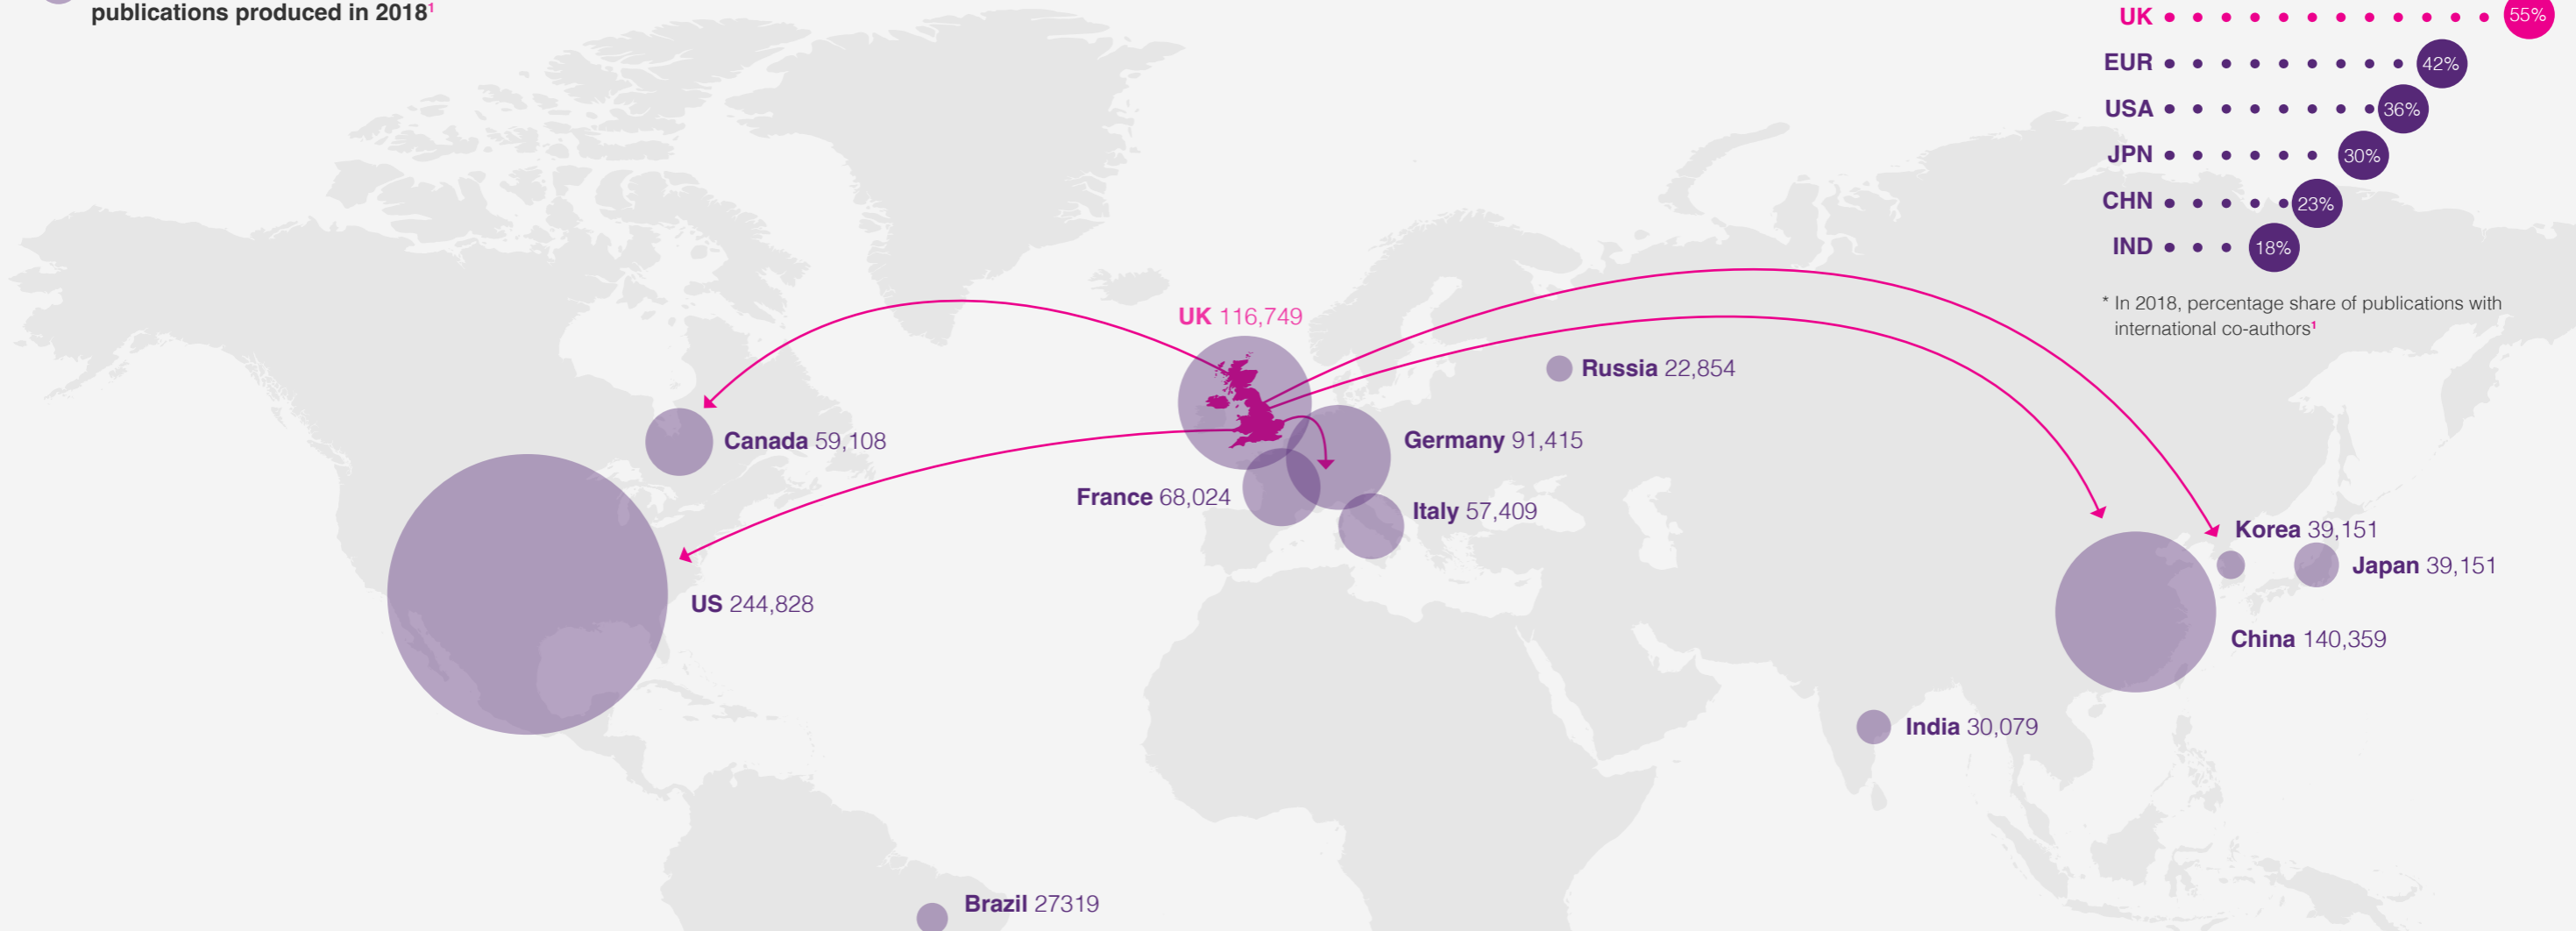 publications produced in 2018¹
UK 55%
EUR 42%
USA 36%
JPN 30%
CHN 23%
IND 18%
* In 2018, percentage share of publications with
international co-authors¹
UK 116,749
Russia 22,854
Canada 59,108
Germany 91,415
France 68,024
Italy 57,409
Korea 39,151
Japan 39,151
US 244,828
China 140,359
India 30,079
Brazil 27319